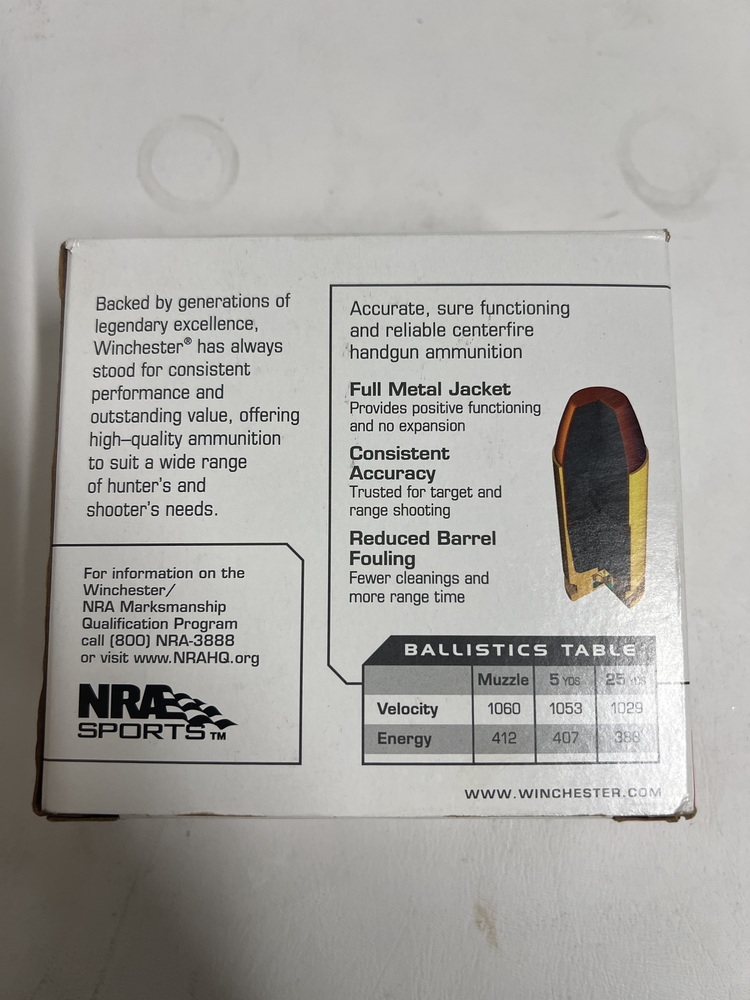 Backed by generations of
legendary excellence,
Winchester® has always
stood for consistent
performance and
outstanding value, offering
high–quality ammunition
to suit a wide range
of hunter's and
shooter's needs.
For information on the
Winchester/
NRA Marksmanship
Qualification Program
call (800) NRA-3888
or visit www.NRAHQ.org
NRA
SPORTS™
Accurate, sure functioning
and reliable centerfire
handgun ammunition
Full Metal Jacket
Provides positive functioning
and no expansion
Consistent
Accuracy
Trusted for target and
range shooting
Reduced Barrel
Fouling
Fewer cleanings and
more range time
BALLISTICS TABLE
Muzzle 5 YDS 25 YDS
Velocity 1060 1053 1029
Energy 412 407 388
WWW.WINCHESTER.COM